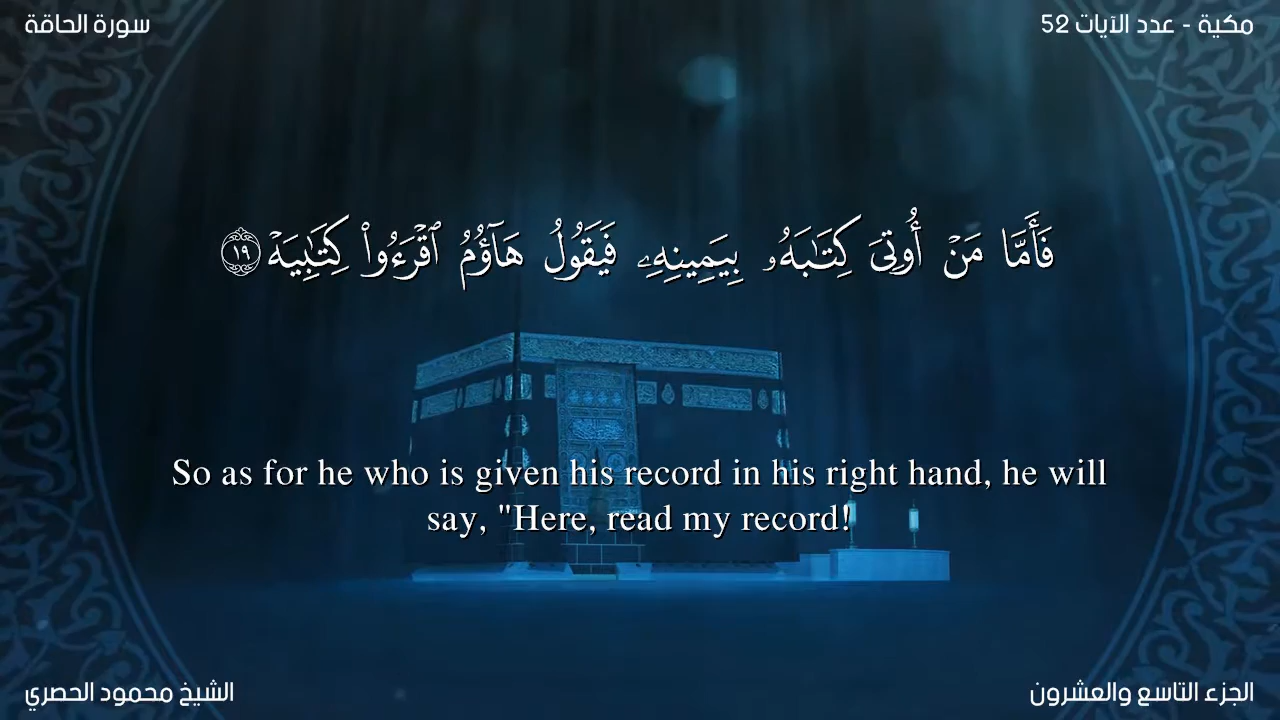 سورة الحاقة
مكية - عدد الآيات 52
فَأَمَّا مَنْ أُوتِىَ كِتَـٰبَهُۥ بِيَمِينِهِۦ فَيَقُولُ هَآؤُمُ ٱقْرَءُوا۟ كِتَـٰبِيَهْ ١٩
So as for he who is given his record in his right hand, he will
say, "Here, read my record!
الشيخ محمود الحصري
الجزء التاسع والعشرون